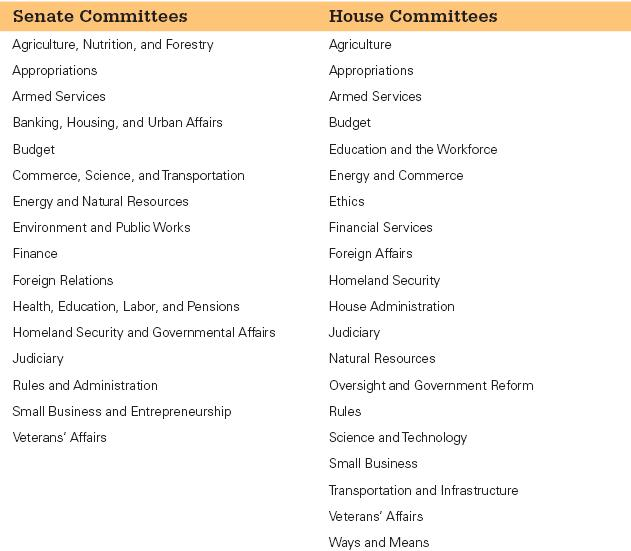 Senate Committees House Committees
Agriculture, Nutrition, and Forestry Agriculture
Appropriations Appropriations
Armed Services Armed Services
Banking, Housing, and Urban Affairs Budget
Budget Education and the Workforce
Commerce, Science, and Transportation Energy and Commerce
Energy and Natural Resources Ethics
Environment and Public Works Financial Services
Finance Foreign Affairs
Foreign Relations Homeland Security
Health, Education, Labor, and Pensions House Administration
Homeland Security and Governmental Affairs Judiciary
Judiciary Natural Resources
Rules and Administration Oversight and Government Reform
Small Business and Entrepreneurship Rules
Veterans' Affairs Science and Technology
Small Business
Transportation and Infrastructure
Veterans' Affairs
Ways and Means